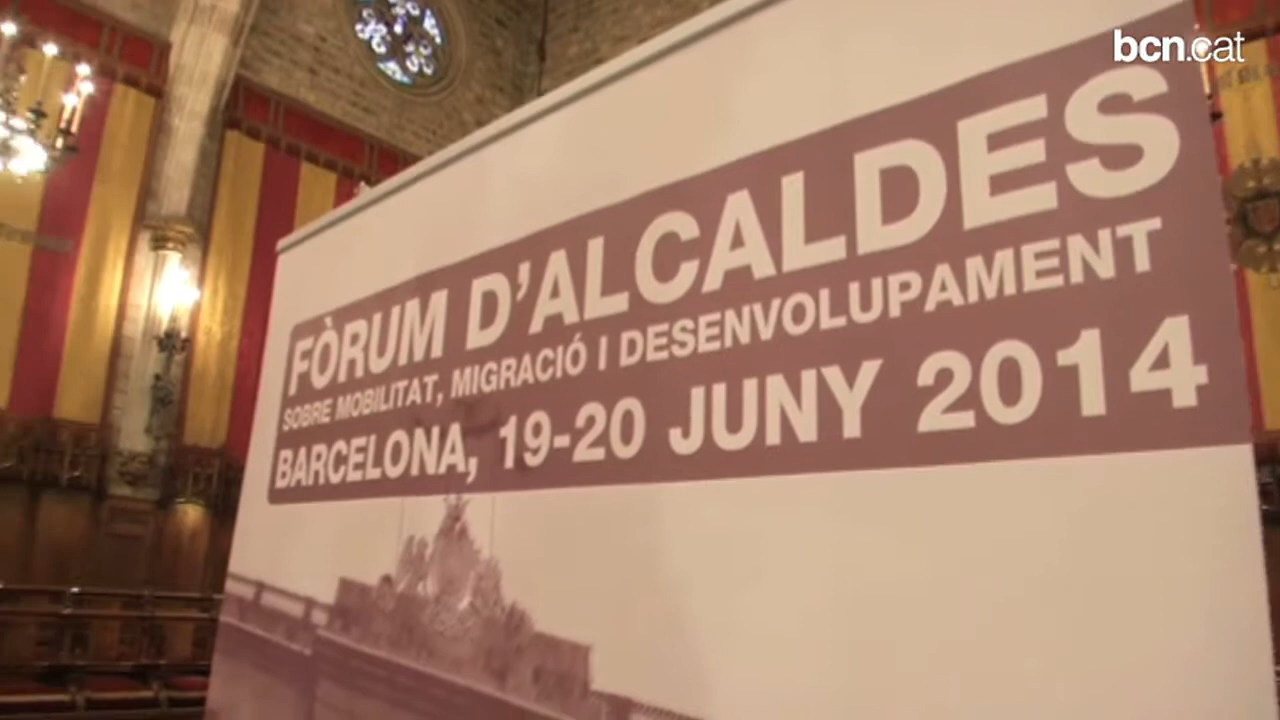 bcn.cat
FÒRUM D'ALCALDES
SOBRE MOBILITAT, MIGRACIÓ I DESENVOLUPAMENT
BARCELONA, 19-20 JUNY 2014